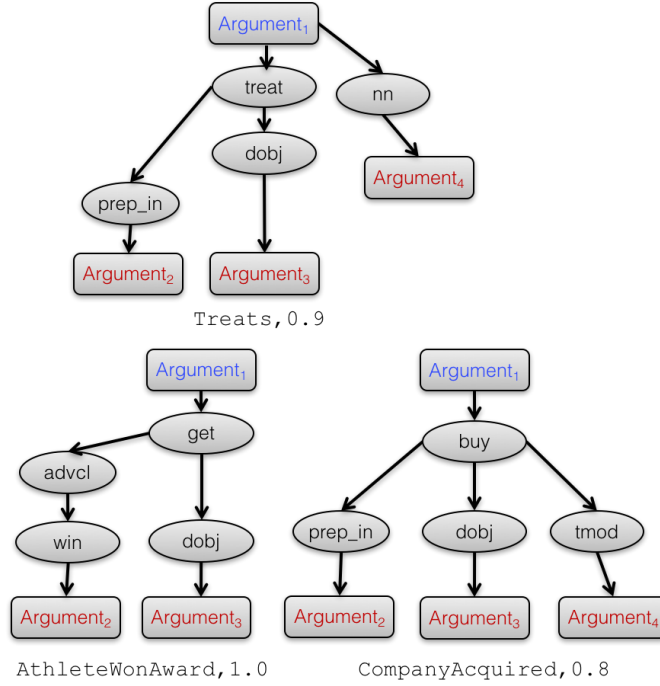 Argument₁
treat
nn
dobj
Argument₄
prep_in
Argument₂
Argument₃
Treats,0.9
Argument₁
get
advcl
win
dobj
Argument₂
Argument₃
AthleteWonAward,1.0
Argument₁
buy
prep_in
dobj
tmod
Argument₂
Argument₃
Argument₄
CompanyAcquired,0.8